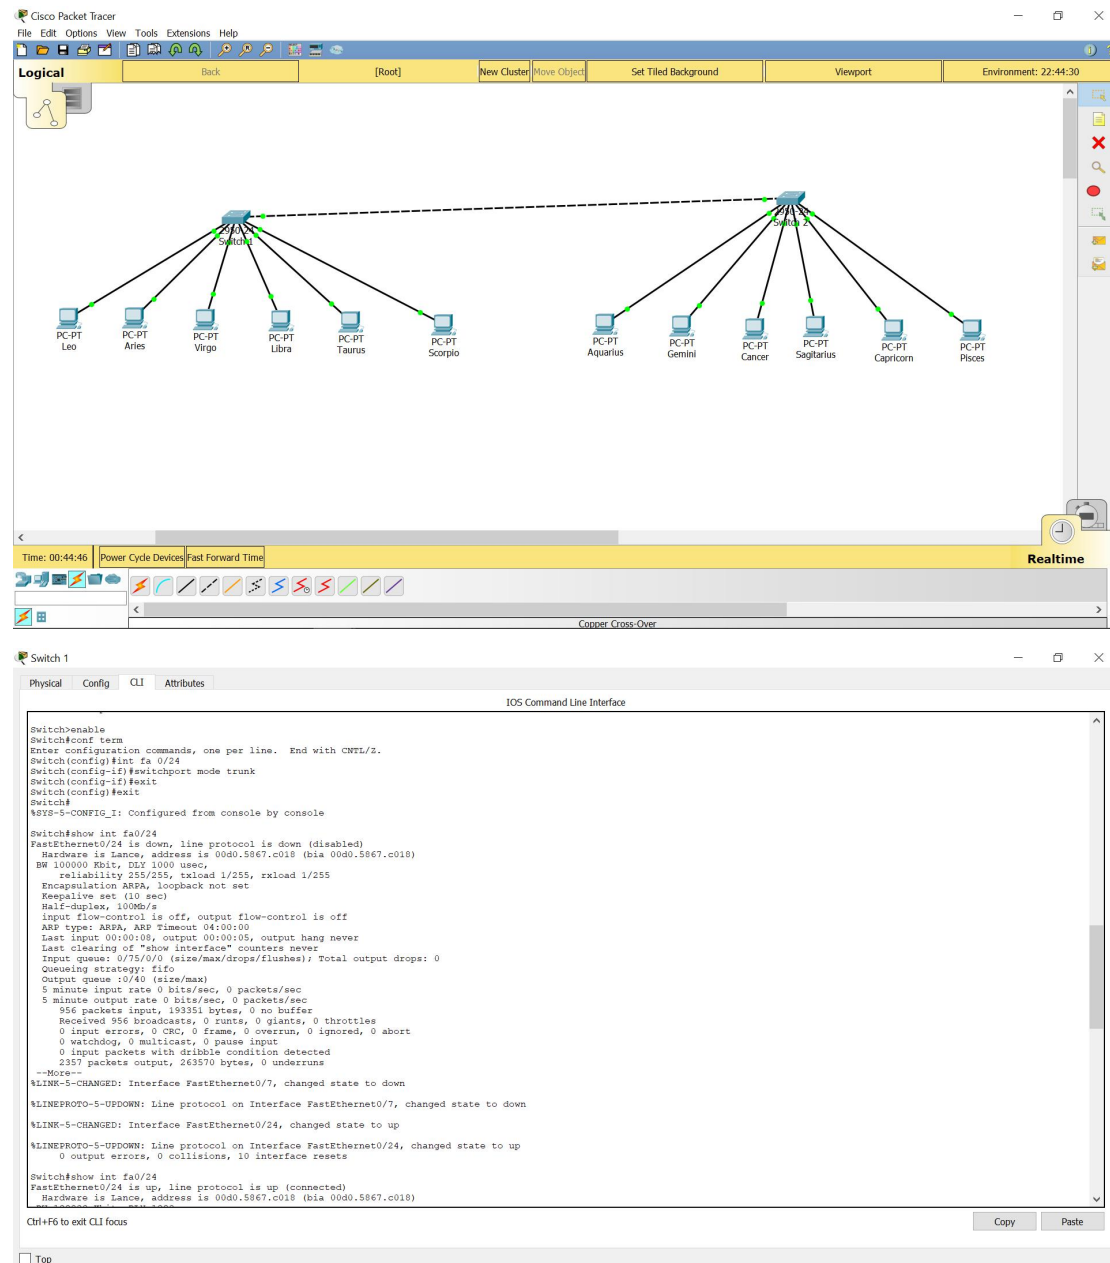 Cisco Packet Tracer
File Edit Options View Tools Extensions Help
Logical Back [Root] New Cluster Move Object Set Tiled Background Viewport Environment: 22:44:30
2950-24
Switch 1
2950-24
Switch 2
PC-PT
Leo
PC-PT
Aries
PC-PT
Virgo
PC-PT
Libra
PC-PT
Taurus
PC-PT
Scorpio
PC-PT
Aquarius
PC-PT
Gemini
PC-PT
Cancer
PC-PT
Sagitarius
PC-PT
Capricorn
PC-PT
Pisces
Time: 00:44:46 Power Cycle Devices Fast Forward Time Realtime
Copper Cross-Over
Switch 1
Physical Config CLI Attributes
IOS Command Line Interface
Switch>enable
Switch#conf term
Enter configuration commands, one per line.  End with CNTL/Z.
Switch(config)#int fa 0/24
Switch(config-if)#switchport mode trunk
Switch(config-if)#exit
Switch(config)#exit
Switch#
%SYS-5-CONFIG_I: Configured from console by console
Switch#show int fa0/24
FastEthernet0/24 is down, line protocol is down (disabled)
Hardware is Lance, address is 00d0.5867.c018 (bia 00d0.5867.c018)
BW 100000 Kbit, DLY 1000 usec,
reliability 255/255, txload 1/255, rxload 1/255
Encapsulation ARPA, loopback not set
Keepalive set (10 sec)
Half-duplex, 100Mb/s
input flow-control is off, output flow-control is off
ARP type: ARPA, ARP Timeout 04:00:00
Last input 00:00:08, output 00:00:05, output hang never
Last clearing of "show interface" counters never
Input queue: 0/75/0/0 (size/max/drops/flushes); Total output drops: 0
Queueing strategy: fifo
Output queue :0/40 (size/max)
5 minute input rate 0 bits/sec, 0 packets/sec
5 minute output rate 0 bits/sec, 0 packets/sec
956 packets input, 193351 bytes, 0 no buffer
Received 956 broadcasts, 0 runts, 0 giants, 0 throttles
0 input errors, 0 CRC, 0 frame, 0 overrun, 0 ignored, 0 abort
0 watchdog, 0 multicast, 0 pause input
0 input packets with dribble condition detected
2357 packets output, 263570 bytes, 0 underruns
--More--
%LINK-5-CHANGED: Interface FastEthernet0/7, changed state to down
%LINEPROTO-5-UPDOWN: Line protocol on Interface FastEthernet0/7, changed state to down
%LINK-5-CHANGED: Interface FastEthernet0/24, changed state to up
%LINEPROTO-5-UPDOWN: Line protocol on Interface FastEthernet0/24, changed state to up
0 output errors, 0 collisions, 10 interface resets
Switch#show int fa0/24
FastEthernet0/24 is up, line protocol is up (connected)
Hardware is Lance, address is 00d0.5867.c018 (bia 00d0.5867.c018)
Ctrl+F6 to exit CLI focus Copy Paste
Top